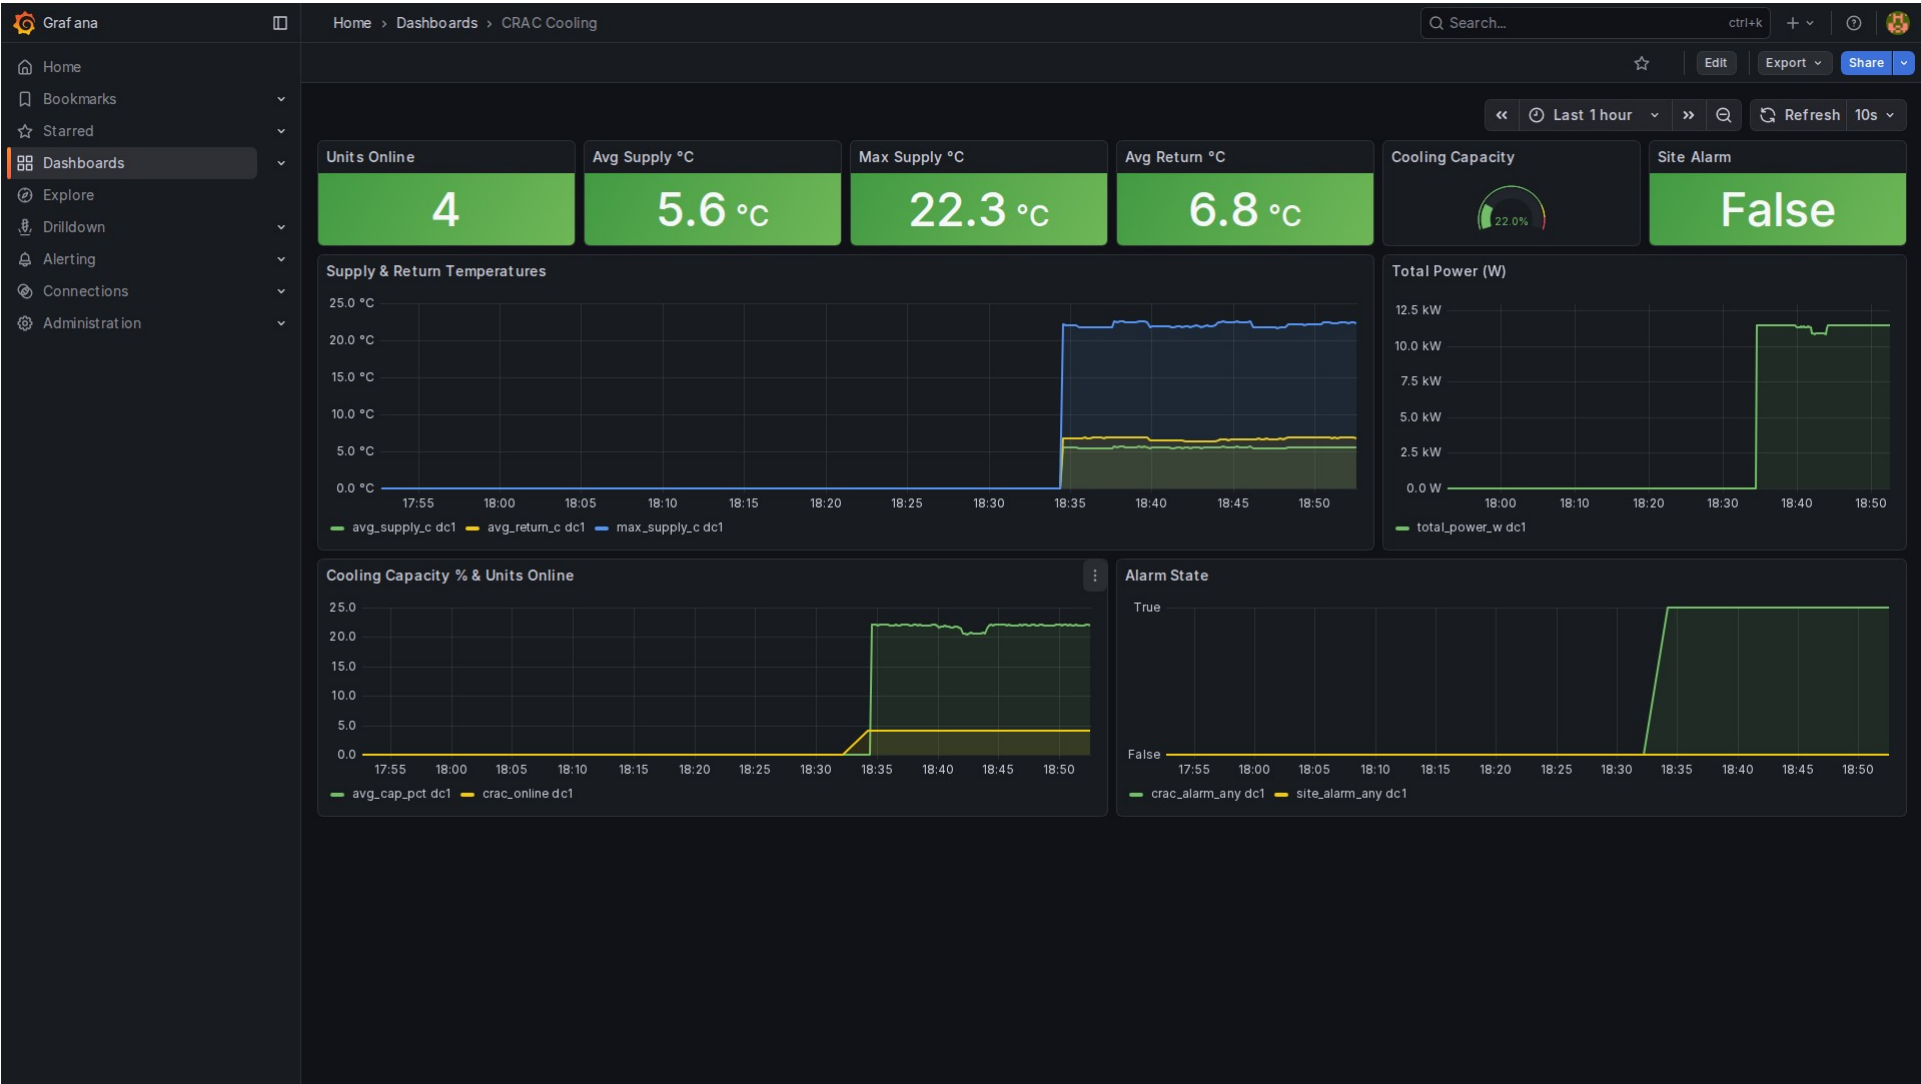 Grafana
Home › Dashboards › CRAC Cooling
Search...
ctrl+k
Home
Bookmarks
Starred
Dashboards
Explore
Drilldown
Alerting
Connections
Administration
Edit
Export
Share
Last 1 hour
Refresh
10s
Units Online
4
Avg Supply °C
5.6 °C
Max Supply °C
22.3 °C
Avg Return °C
6.8 °C
Cooling Capacity
22.0%
Site Alarm
False
Supply & Return Temperatures
25.0 °C
20.0 °C
15.0 °C
10.0 °C
5.0 °C
0.0 °C
17:55 18:00 18:05 18:10 18:15 18:20 18:25 18:30 18:35 18:40 18:45 18:50
avg_supply_c dc1 avg_return_c dc1 max_supply_c dc1
Total Power (W)
12.5 kW
10.0 kW
7.5 kW
5.0 kW
2.5 kW
0.0 W
18:00 18:10 18:20 18:30 18:40 18:50
total_power_w dc1
Cooling Capacity % & Units Online
25.0
20.0
15.0
10.0
5.0
0.0
17:55 18:00 18:05 18:10 18:15 18:20 18:25 18:30 18:35 18:40 18:45 18:50
avg_cap_pct dc1 crac_online dc1
Alarm State
True
False
17:55 18:00 18:05 18:10 18:15 18:20 18:25 18:30 18:35 18:40 18:45 18:50
crac_alarm_any dc1 site_alarm_any dc1